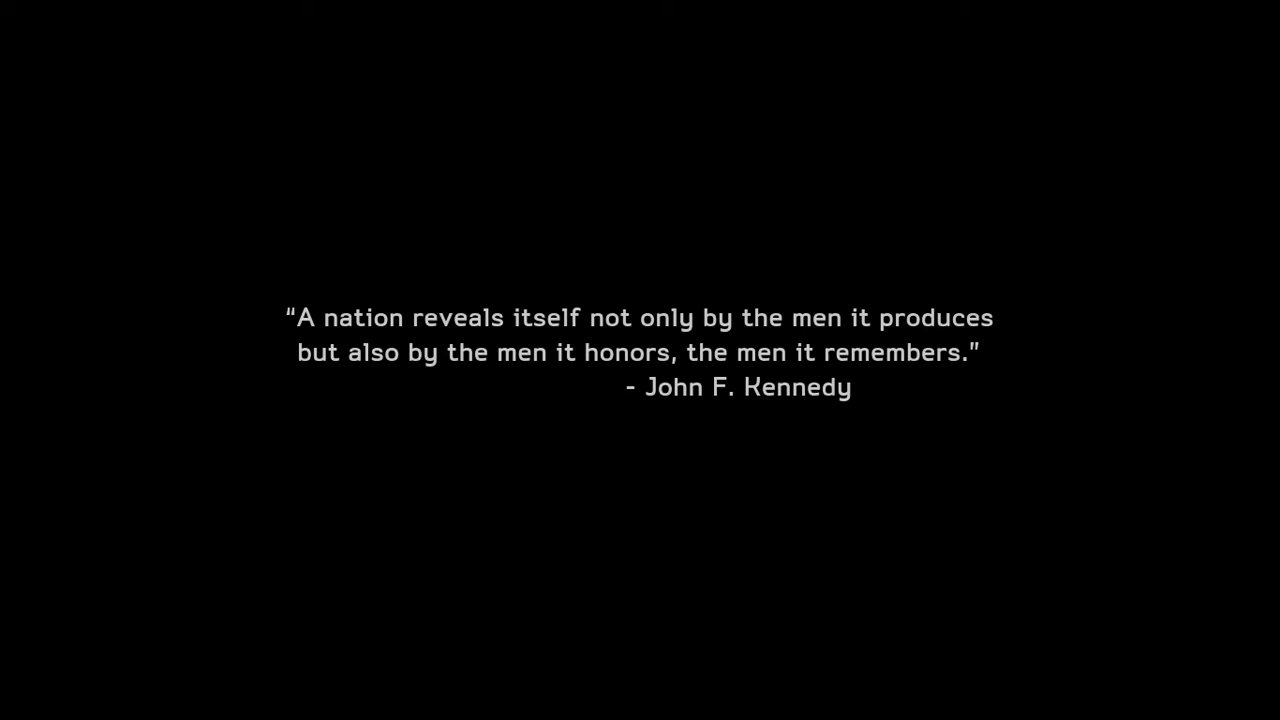 “A nation reveals itself not only by the men it produces
but also by the men it honors, the men it remembers.”
- John F. Kennedy